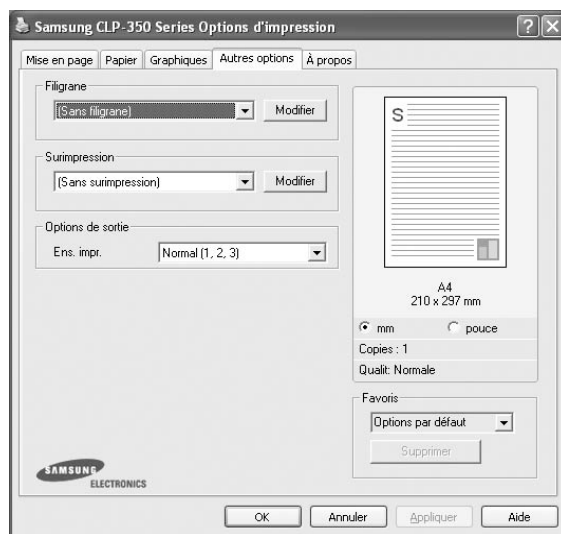 Samsung CLP-350 Series Options d'impression
Mise en page Papier Graphiques Autres options À propos
Filigrane
(Sans filigrane) Modifier
Surimpression
(Sans surimpression) Modifier
Options de sortie
Ens. impr. Normal (1, 2, 3)
S
A4
210 x 297 mm
mm pouce
Copies : 1
Qualit: Normale
Favoris
Options par défaut
Supprimer
SAMSUNG
ELECTRONICS
OK Annuler Appliquer Aide